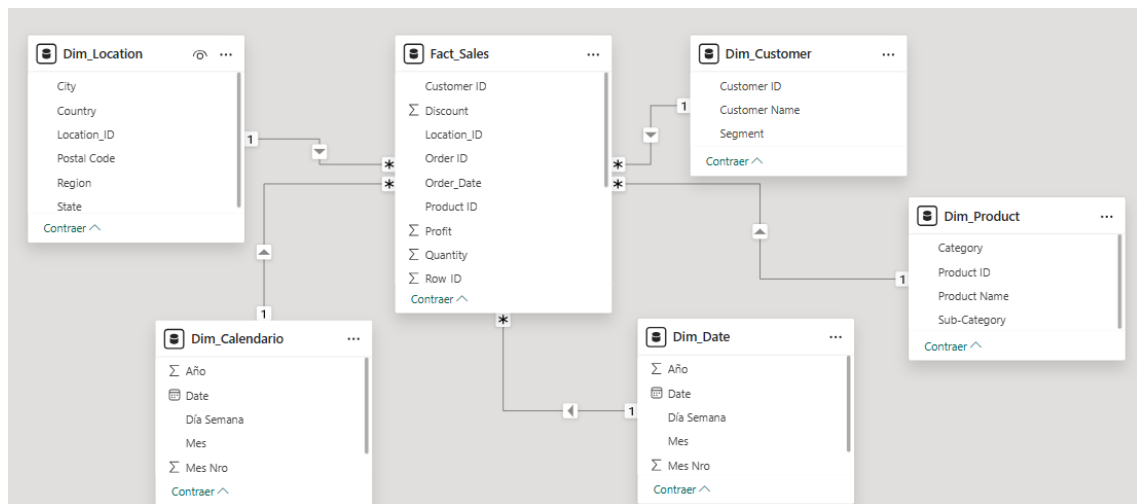 Dim_Location
City
Country
Location_ID
Postal Code
Region
State
Contraer
Fact_Sales
Customer ID
Σ Discount
Location_ID
Order ID
Order_Date
Product ID
Σ Profit
Σ Quantity
Σ Row ID
Contraer
Dim_Customer
Customer ID
Customer Name
Segment
Contraer
Dim_Product
Category
Product ID
Product Name
Sub-Category
Contraer
1
*
*
1
*
*
1
1
*
1
Dim_Calendario
Σ Año
Date
Día Semana
Mes
Σ Mes Nro
Contraer
Dim_Date
Σ Año
Date
Día Semana
Mes
Σ Mes Nro
Contraer